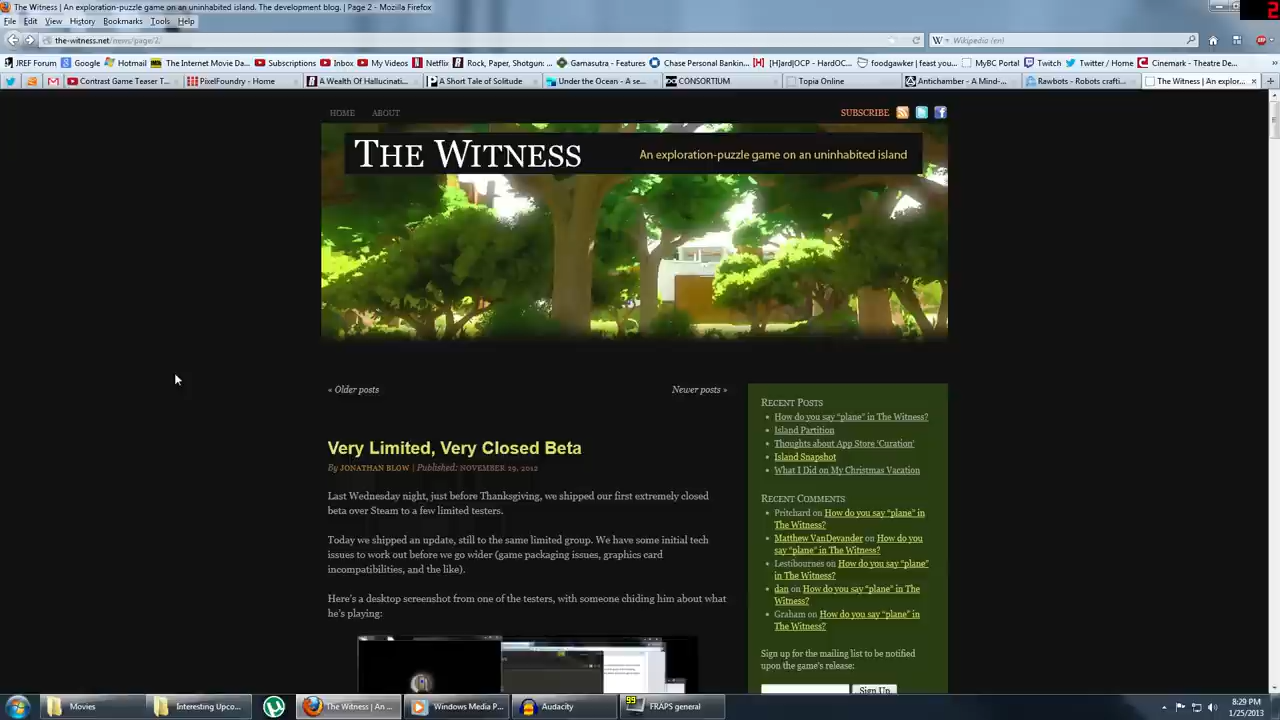 The Witness | An exploration-puzzle game on an uninhabited island. The development blog. | Page 2 - Mozilla Firefox
2
File Edit View History Bookmarks Tools Help
the-witness.net/news/page/2/
Wikipedia (en)
JREF Forum Google Hotmail The Internet Movie Da... Subscriptions Inbox My Videos Netflix Rock, Paper, Shotgun: ... Gamasutra - Features Chase Personal Bankin... [H]ard|OCP - HardOC... foodgawker | feast you... MyBC Portal Twitch Twitter / Home Cinemark - Theatre De...
Contrast Game Teaser T... PixelFoundry - Home A Wealth Of Hallucinati... A Short Tale of Solitude Under the Ocean - A se... CONSORTIUM Topia Online Antichamber - A Mind-... Rawbots - Robots crafti... The Witness | An explor...
HOME ABOUT
SUBSCRIBE
THE WITNESS
An exploration-puzzle game on an uninhabited island
« Older posts
Newer posts »
Very Limited, Very Closed Beta
By JONATHAN BLOW | Published: NOVEMBER 29, 2012
Last Wednesday night, just before Thanksgiving, we shipped our first extremely closed
beta over Steam to a few limited testers.
Today we shipped an update, still to the same limited group. We have some initial tech
issues to work out before we go wider (game packaging issues, graphics card
incompatibilities, and the like).
Here's a desktop screenshot from one of the testers, with someone chiding him about what
he's playing:
RECENT POSTS
How do you say "plane" in The Witness?
Island Partition
Thoughts about App Store 'Curation'
Island Snapshot
What I Did on My Christmas Vacation
RECENT COMMENTS
Pritchard on How do you say "plane" in
The Witness?
Matthew VanDevander on How do you
say "plane" in The Witness?
Lestibournes on How do you say "plane"
in The Witness?
dan on How do you say "plane" in The
Witness?
Graham on How do you say "plane" in
The Witness?
Sign up for the mailing list to be notified
upon the game's release:
Sign Up
Movies
Interesting Upco...
The Witness | An ...
Windows Media P...
Audacity
99
FRAPS general
8:29 PM
1/25/2013